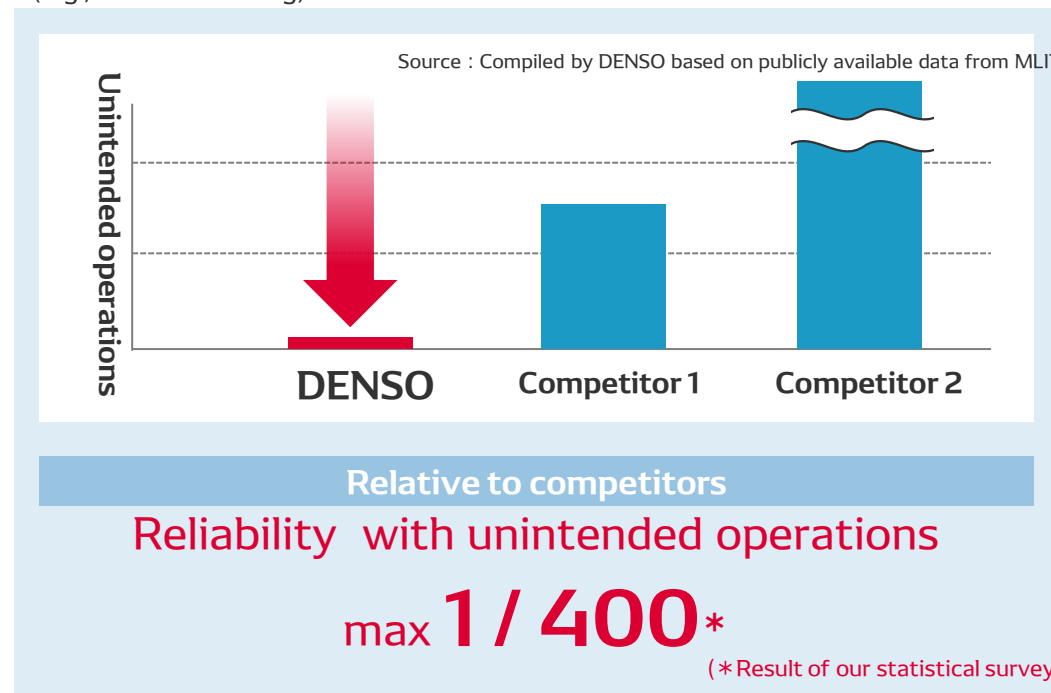 Source : Compiled by DENSO based on publicly available data from MLI
Unintended operations
DENSO
Competitor 1
Competitor 2
Relative to competitors
Reliability with unintended operations
max 1 / 400*
(*Result of our statistical survey